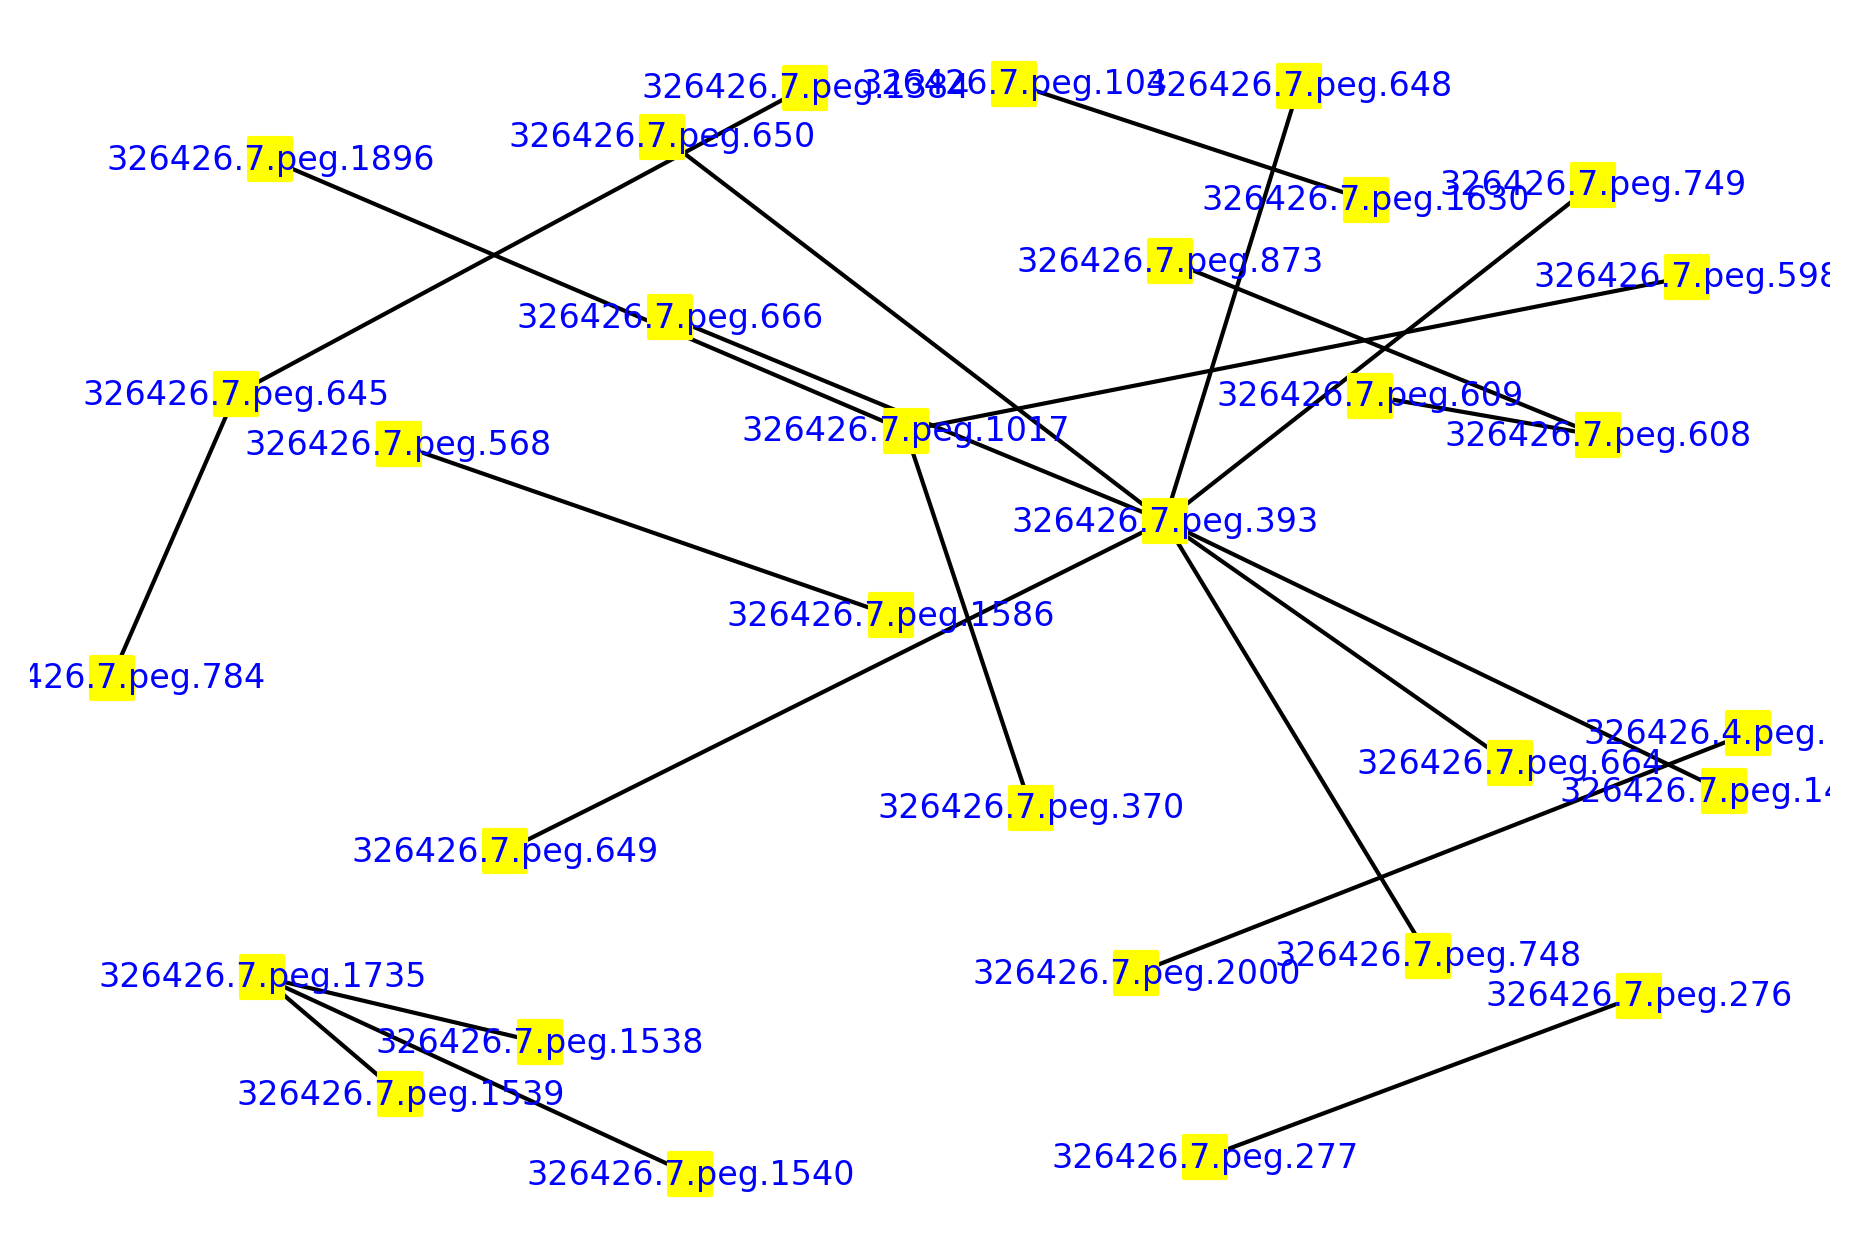 326426.7.peg.1384
326426.7.peg.104
326426.7.peg.648
326426.7.peg.650
326426.7.peg.1896
326426.7.peg.749
326426.7.peg.1630
326426.7.peg.873
326426.7.peg.598
326426.7.peg.666
326426.7.peg.645
326426.7.peg.609
326426.7.peg.1017
326426.7.peg.608
326426.7.peg.568
326426.7.peg.393
326426.7.peg.1586
426.7.peg.784
326426.4.peg.
326426.7.peg.664
326426.7.peg.14
326426.7.peg.370
326426.7.peg.649
326426.7.peg.748
326426.7.peg.2000
326426.7.peg.1735
326426.7.peg.276
326426.7.peg.1538
326426.7.peg.1539
326426.7.peg.277
326426.7.peg.1540